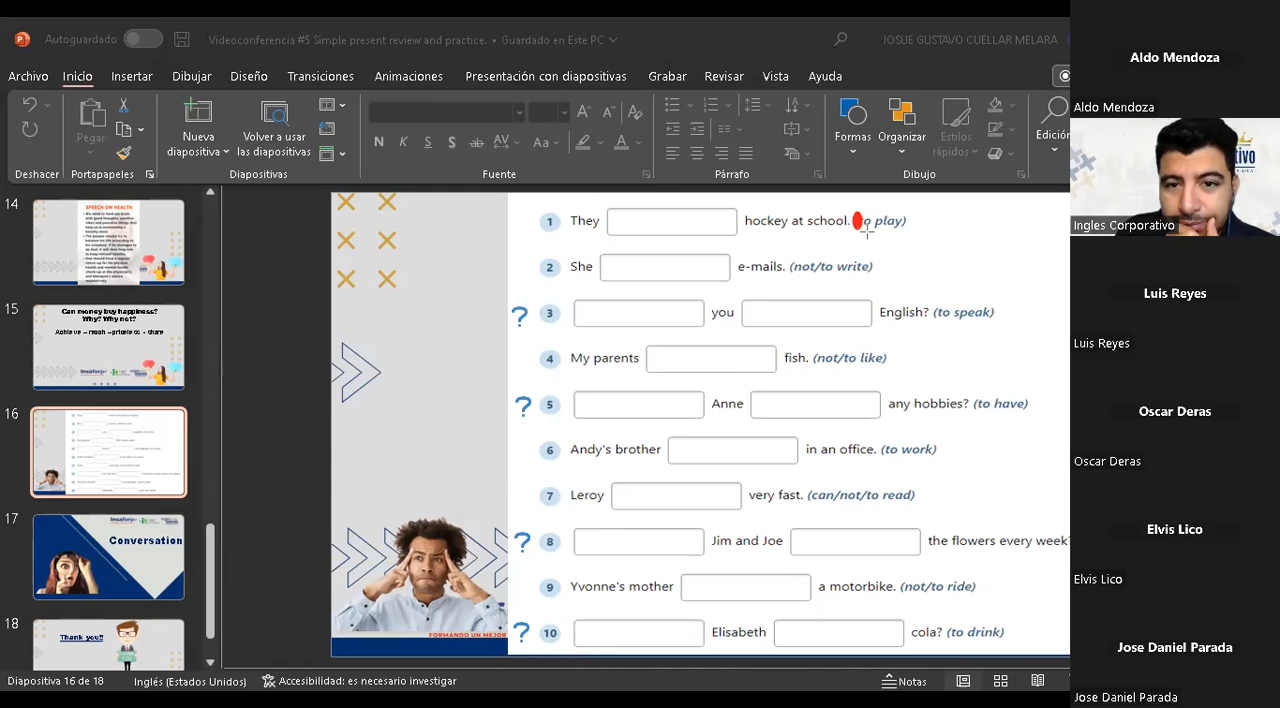 Autoguardado
Videoconferencia #5 Simple present review and practice. • Guardado en Este PC
JOSUE GUSTAVO CUELLAR MELARA
Archivo Inicio Insertar Dibujar Diseño Transiciones Animaciones Presentación con diapositivas Grabar Revisar Vista Ayuda
Pegar
Nueva diapositiva
Volver a usar las diapositivas
N K S S ab AV Aa A
Formas Organizar Estilos rápidos Edición
Deshacer Portapapeles Diapositivas Fuente Párrafo Dibujo
14
SPEECH ON HEALTH
15
Can money buy happiness?
Why? Why not?
16
17
Conversation
18
Thank you!!
1 They hockey at school. o play)
2 She e-mails. (not/to write)
? 3 you English? (to speak)
4 My parents fish. (not/to like)
? 5 Anne any hobbies? (to have)
6 Andy's brother in an office. (to work)
7 Leroy very fast. (can/not/to read)
? 8 Jim and Joe the flowers every week?
9 Yvonne's mother a motorbike. (not/to ride)
? 10 Elisabeth cola? (to drink)
FORMANDO UN MEJOR
Diapositiva 16 de 18 Inglés (Estados Unidos) Accesibilidad: es necesario investigar Notas
Aldo Mendoza
Aldo Mendoza
Ingles Corporativo
Luis Reyes
Luis Reyes
Oscar Deras
Oscar Deras
Elvis Lico
Elvis Lico
Jose Daniel Parada
Jose Daniel Parada